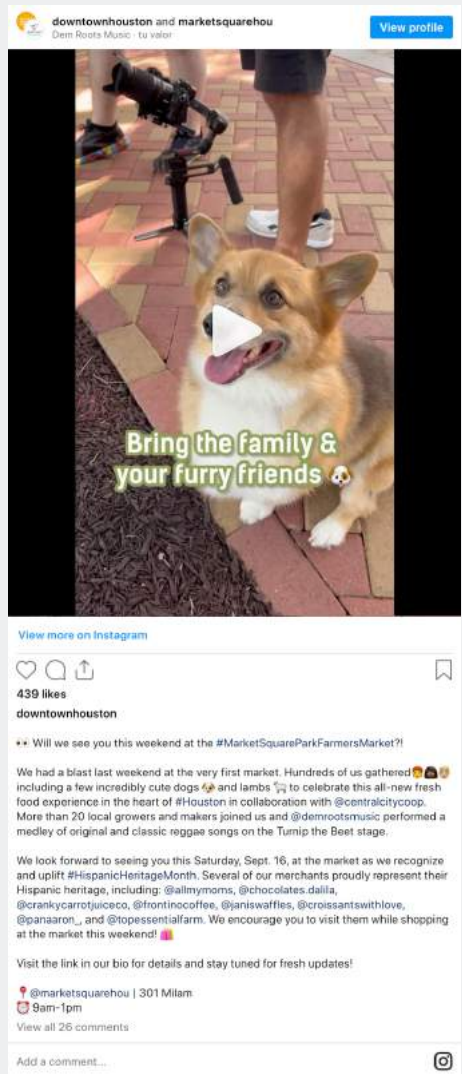 downtownhouston and marketsquarehou
Dem Roots Music · tu valor
View profile
Bring the family &
your furry friends 🐶
View more on Instagram
439 likes
downtownhouston
👀 Will we see you this weekend at the #MarketSquareParkFarmersMarket?!
We had a blast last weekend at the very first market. Hundreds of us gathered
including a few incredibly cute dogs 🐕 and lambs 🐑 to celebrate this all-new fresh
food experience in the heart of #Houston in collaboration with @centralcitycoop.
More than 20 local growers and makers joined us and @demrootsmusic performed a
medley of original and classic reggae songs on the Turnip the Beet stage.
We look forward to seeing you this Saturday, Sept. 16, at the market as we recognize
and uplift #HispanicHeritageMonth. Several of our merchants proudly represent their
Hispanic heritage, including: @allmymoms, @chocolates.dalila,
@crankycarrotjuiceco, @frontinocoffee, @janiswaffles, @croissantswithlove,
@panaaron_, and @topessentialfarm. We encourage you to visit them while shopping
at the market this weekend! 🛍️
Visit the link in our bio for details and stay tuned for fresh updates!
📍@marketsquarehou | 301 Milam
⏰ 9am-1pm
View all 26 comments
Add a comment...